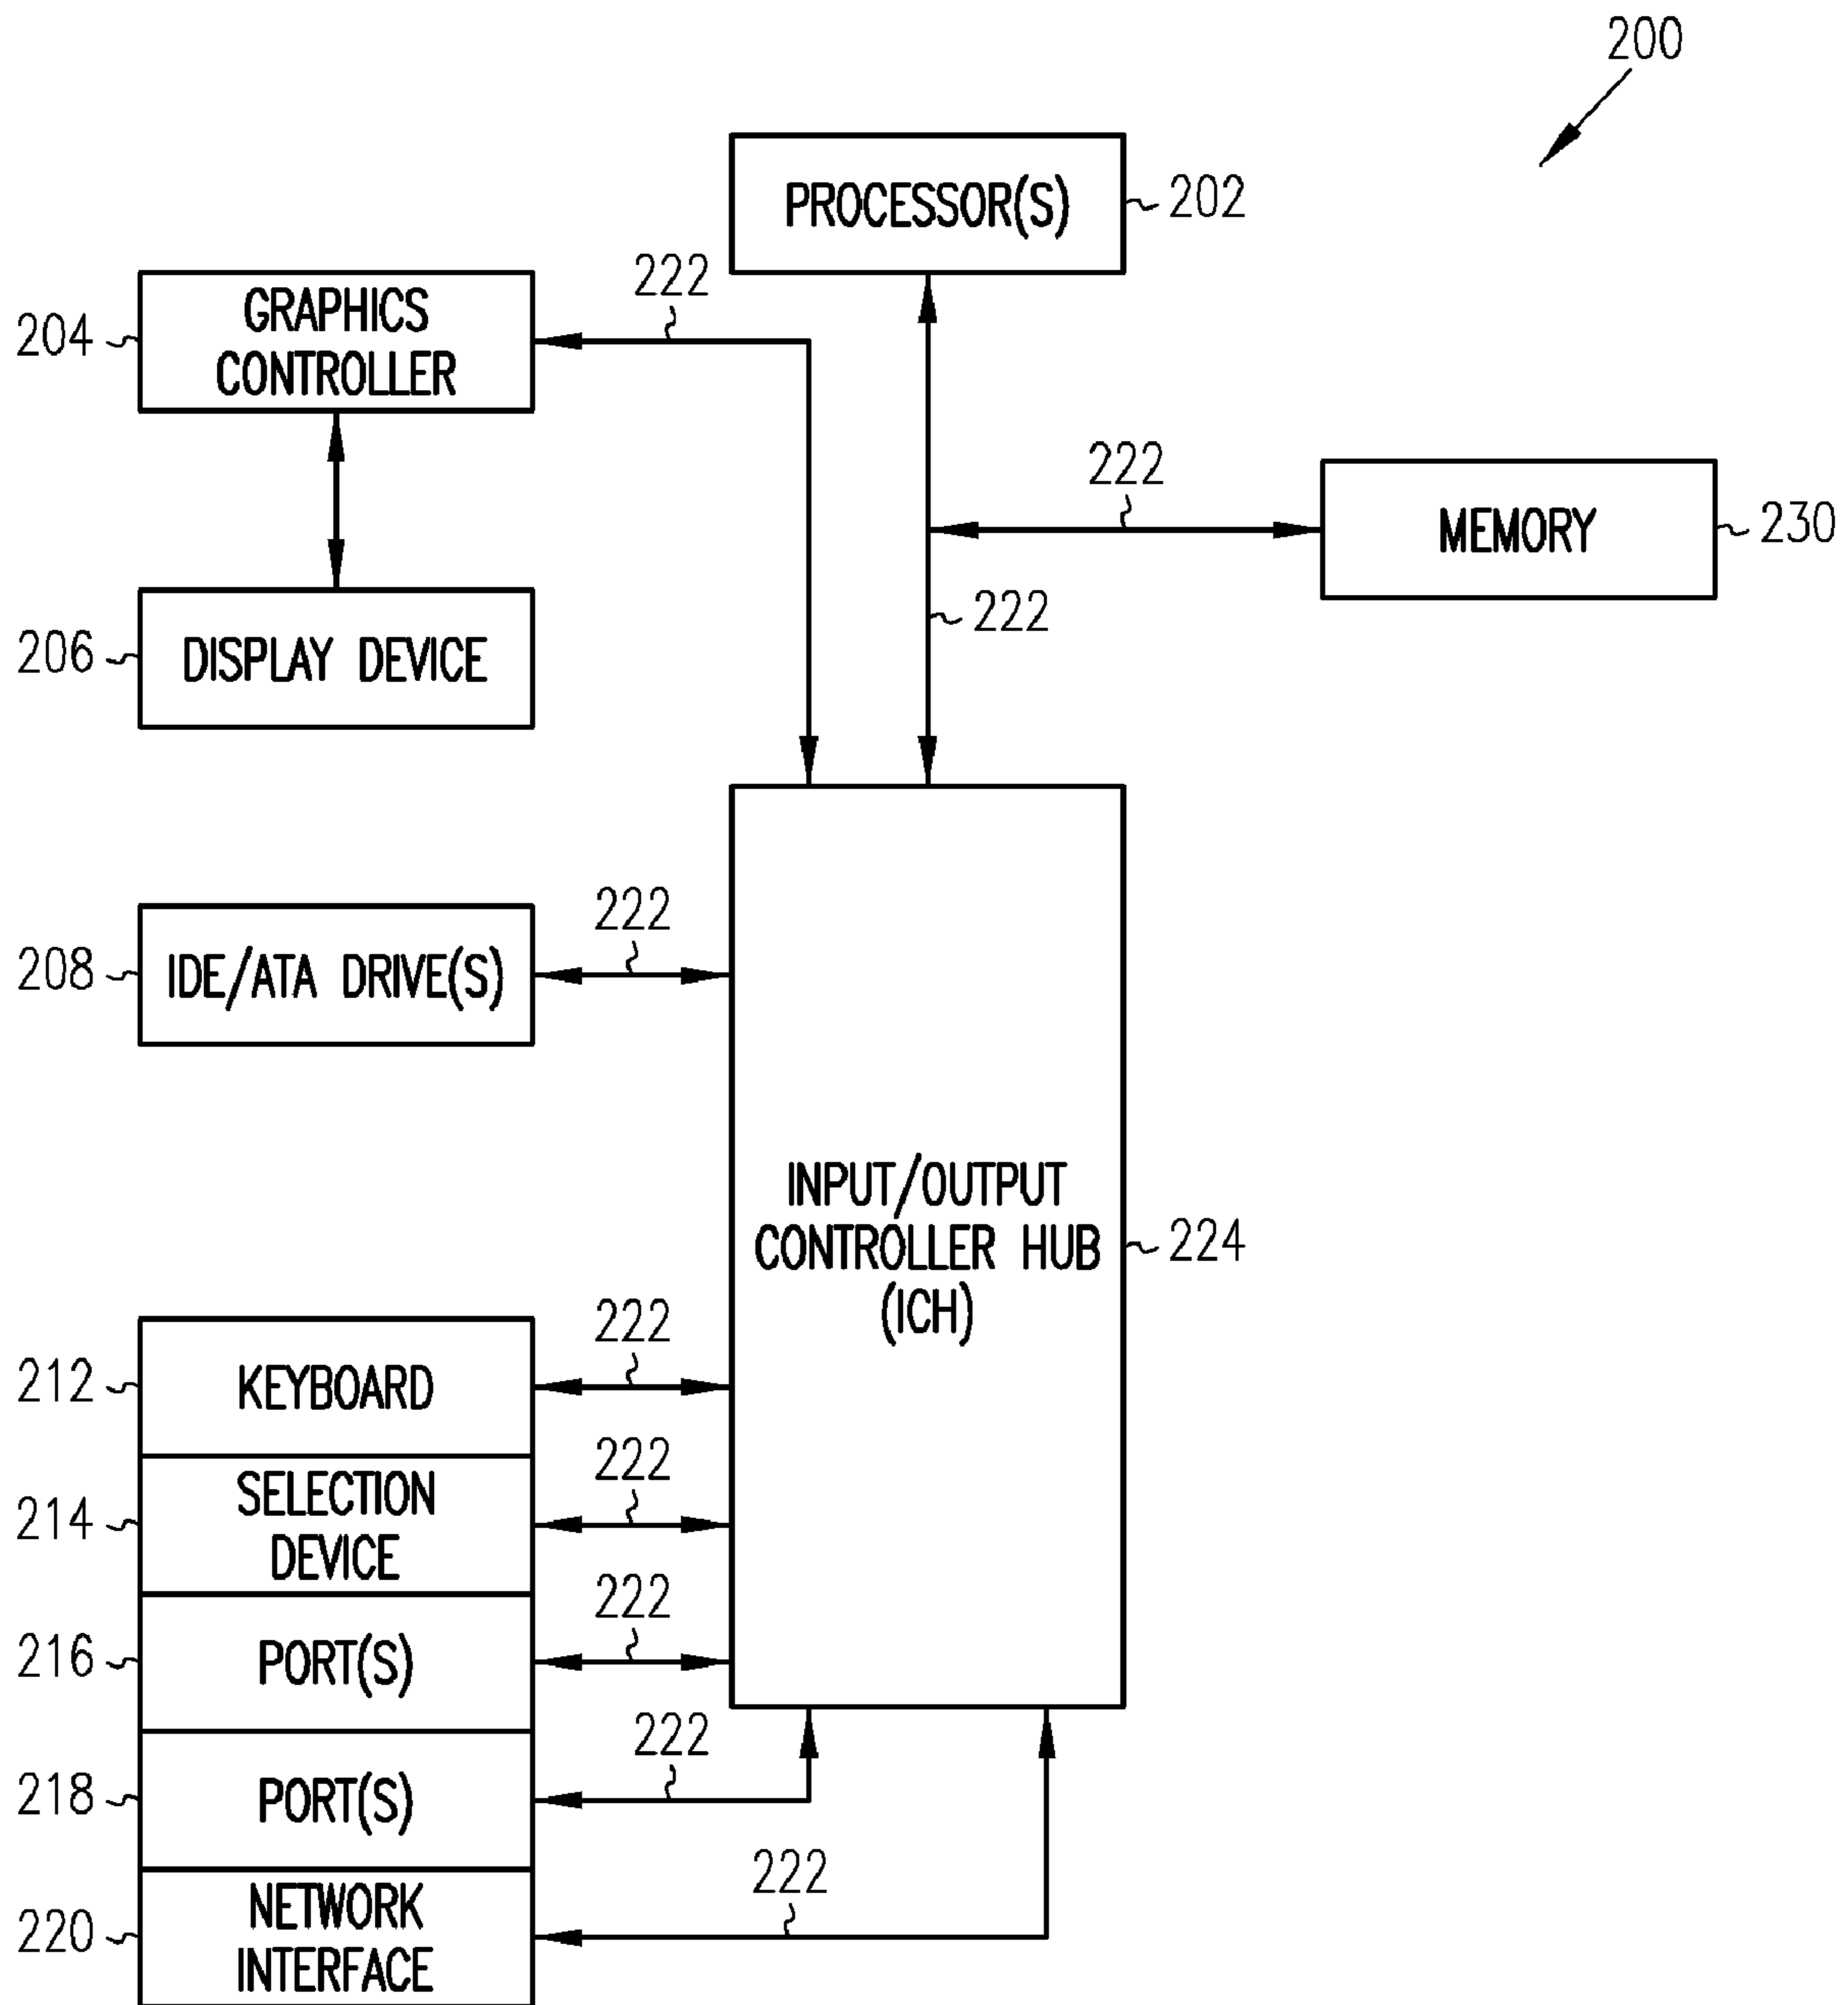 200
PROCESSOR(S)
202
222
GRAPHICS
CONTROLLER
204
222
MEMORY
230
222
DISPLAY DEVICE
206
222
IDE/ATA DRIVE(S)
208
INPUT/OUTPUT
CONTROLLER HUB
(ICH)
224
222
KEYBOARD
212
222
SELECTION
DEVICE
214
222
PORT(S)
216
222
PORT(S)
218
222
NETWORK
INTERFACE
220